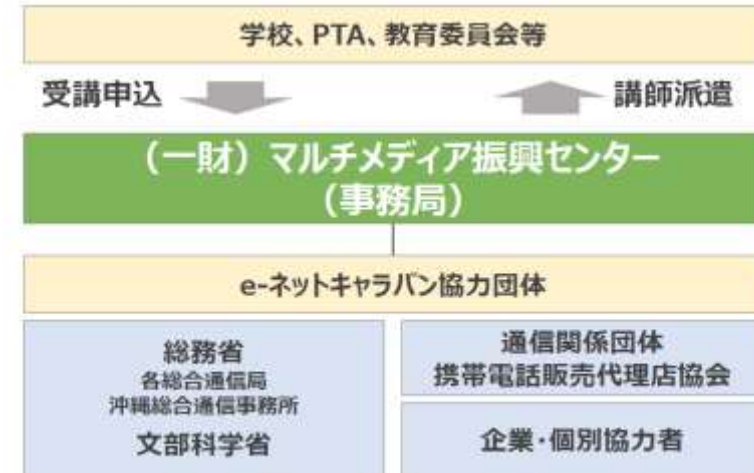 学校、PTA、教育委員会等
受講申込
講師派遣
（一財）マルチメディア振興センター
（事務局）
e-ネットキャラバン協力団体
総務省
各総合通信局
沖縄総合通信事務所
文部科学省
通信関係団体
携帯電話販売代理店協会
企業・個別協力者